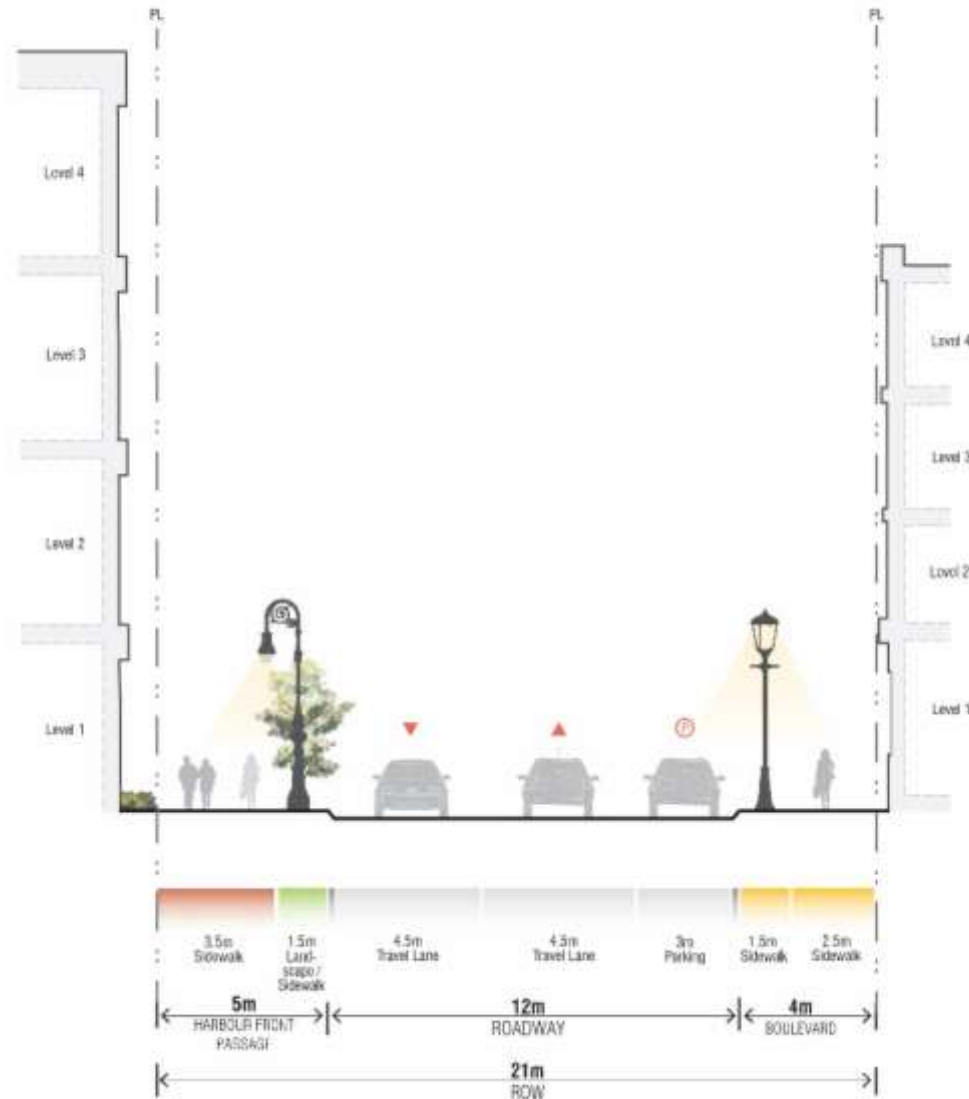 PL
PL
Level 4
Level 3
Level 2
Level 1
Level 4
Level 3
Level 2
Level 1
P
3.5m
Sidewalk
1.5m
Land-
scape /
Sidewalk
4.5m
Travel Lane
4.5m
Travel Lane
3m
Parking
1.5m
Sidewalk
2.5m
Sidewalk
5m
HARBOUR FRONT
PASSAGE
12m
ROADWAY
4m
BOULEVARD
21m
ROW